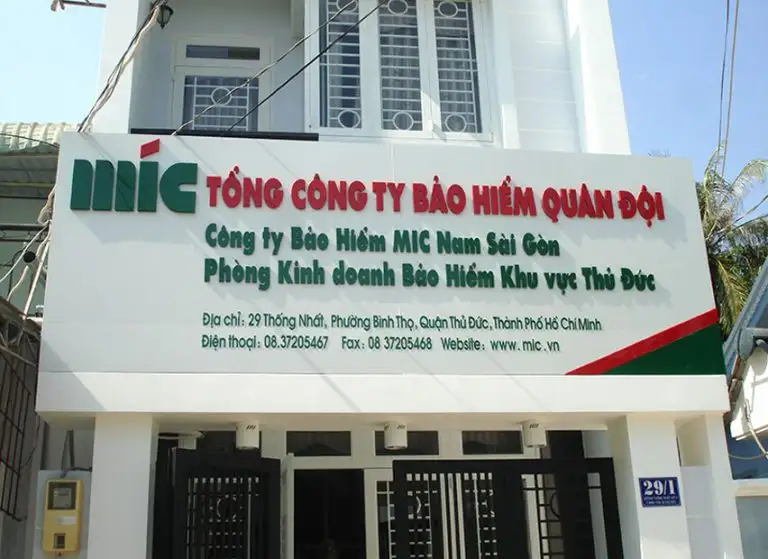 mic TỔNG CÔNG TY BẢO HIỂM QUÂN ĐỘI
Công ty Bảo Hiểm MIC Nam Sài Gòn
Phòng Kinh doanh Bảo Hiểm Khu vực Thủ Đức
Địa chỉ: 29 Thống Nhất, Phường Bình Thọ, Quận Thủ Đức, Thành Phố Hồ Chí Minh
Điện thoại: 08.37205467 Fax: 08 37205468 Website: www.mic.vn
29/1